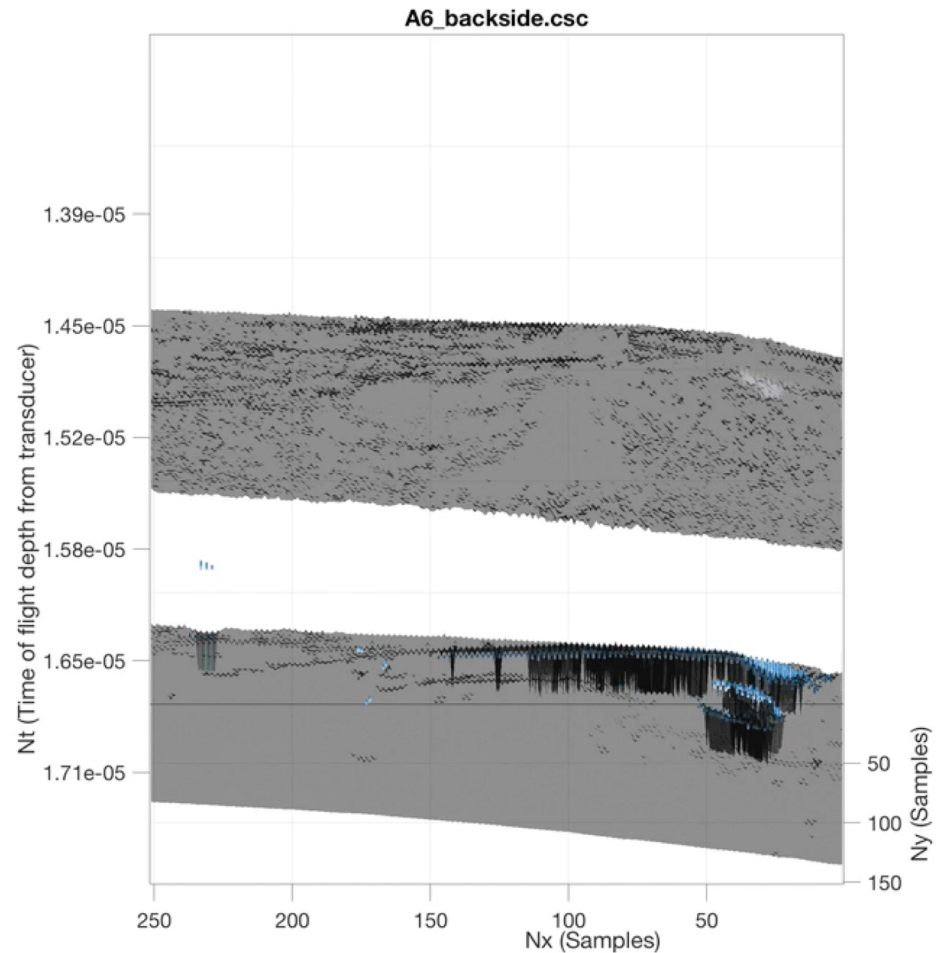 A6_backside.csc
Nt (Time of flight depth from transducer)
1.39e-05
1.45e-05
1.52e-05
1.58e-05
1.65e-05
1.71e-05
50
100
150
Ny (Samples)
250
200
150
100
50
Nx (Samples)